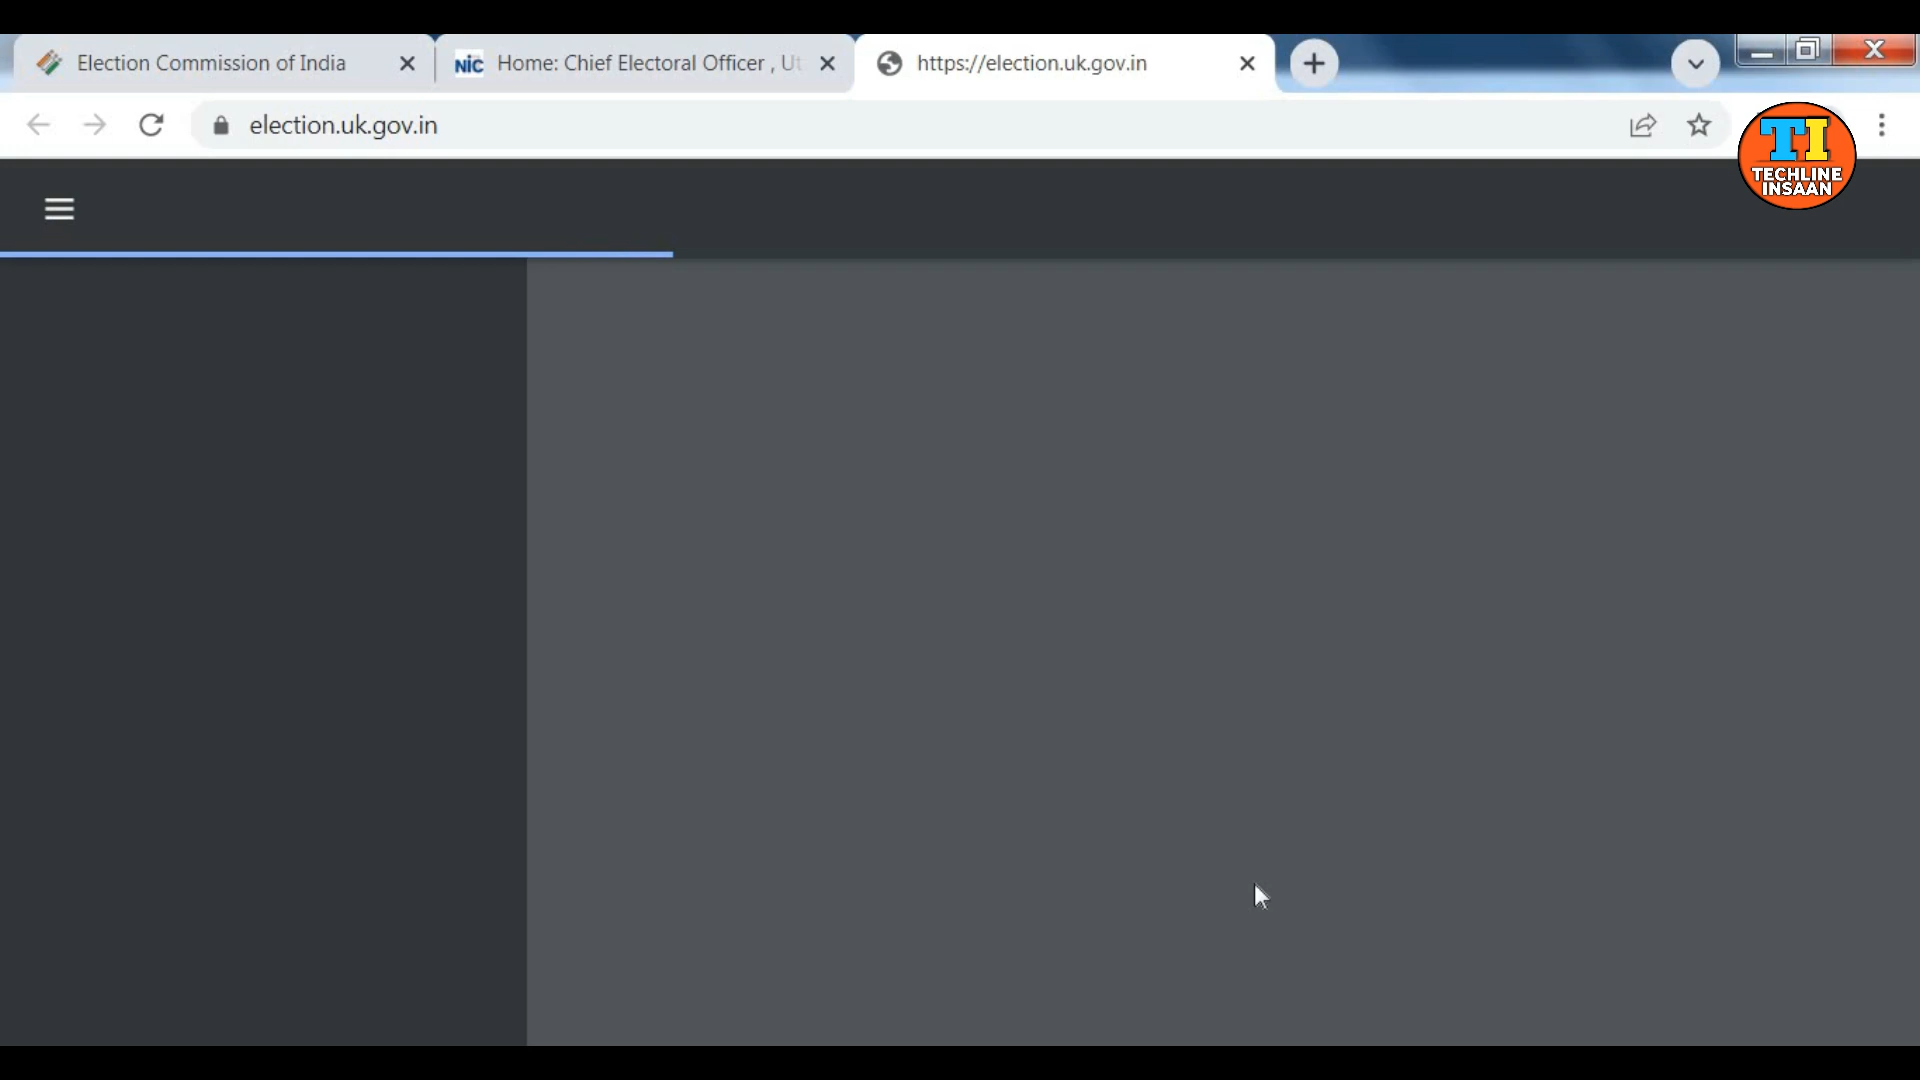 Election Commission of India
NIC Home: Chief Electoral Officer , Ut
https://election.uk.gov.in
election.uk.gov.in
TI
TECHLINE
INSAAN